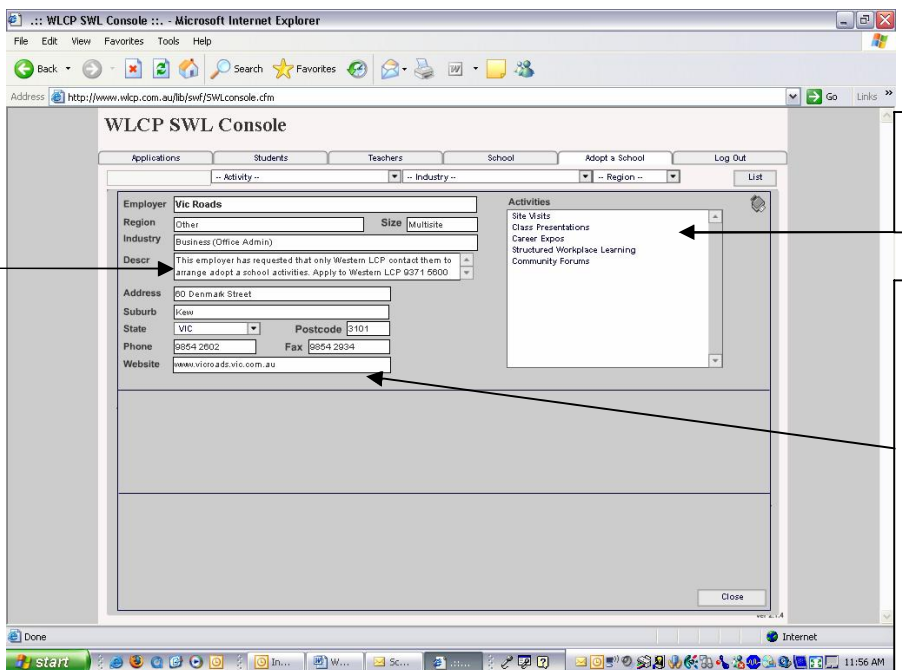 .:: WLCP SWL Console ::. - Microsoft Internet Explorer
File Edit View Favorites Tools Help
Back Search Favorites
Address http://www.wlcp.com.au/lib/swf/SWLconsole.cfm Go Links »
WLCP SWL Console
Applications Students Teachers School Adopt a School Log Out
-- Activity -- -- Industry -- -- Region -- List
Employer Vic Roads
Region Other Size Multisite
Industry Business (Office Admin)
Descr This employer has requested that only Western LCP contact them to
arrange adopt a school activities. Apply to Western LCP 9371 5600
Address 60 Denmark Street
Suburb Kew
State VIC Postcode 3101
Phone 9854 2602 Fax 9854 2934
Website www.vicroads.vic.com.au
Activities
Site Visits
Class Presentations
Career Expos
Structured Workplace Learning
Community Forums
Close
Done Internet
start In... W... Sc... .::... 11:56 AM